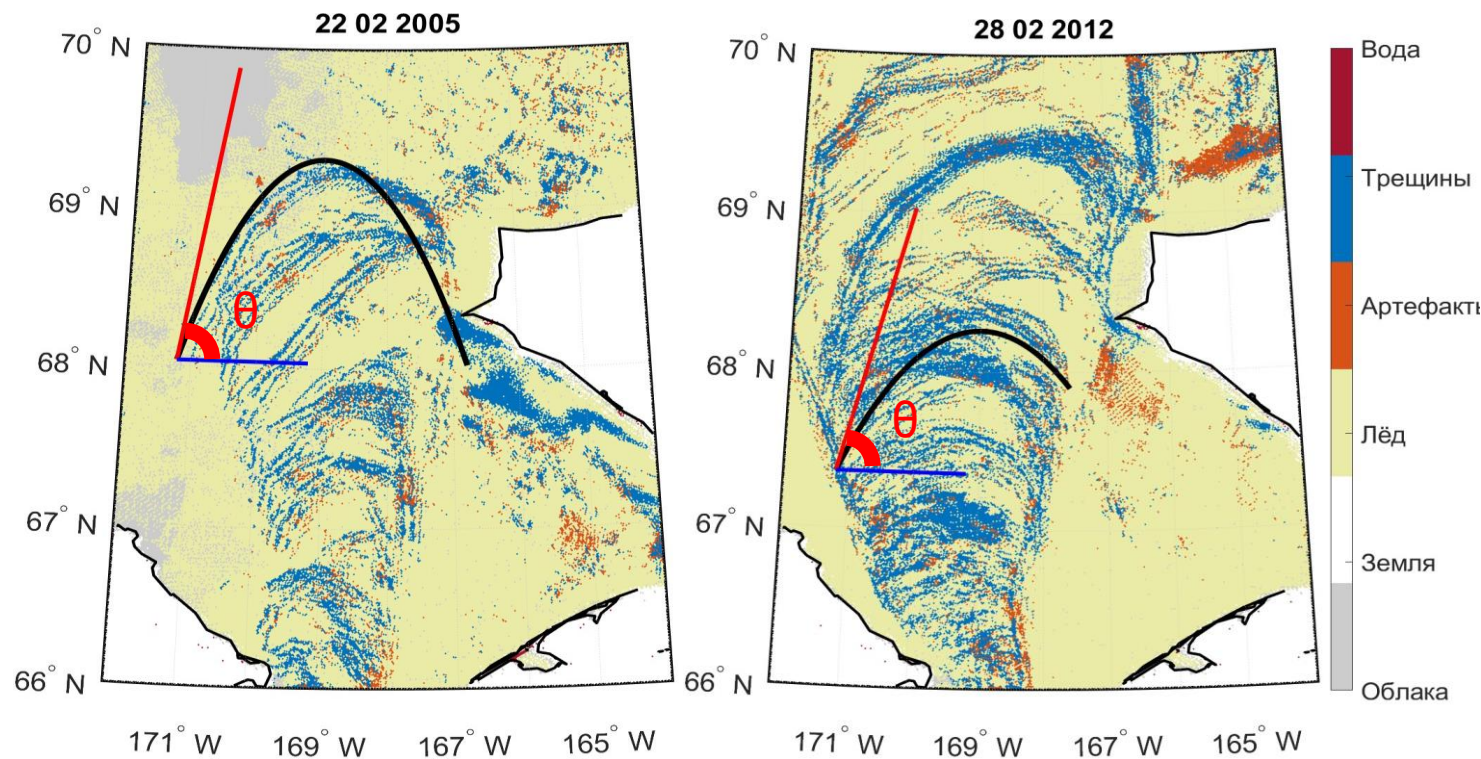 22 02 2005
70° N
69° N
68° N
67° N
66° N
171° W
169° W
167° W
165° W
θ
28 02 2012
70° N
69° N
68° N
67° N
66° N
171° W
169° W
167° W
165° W
θ
Вода
Трещины
Артефакты
Лёд
Земля
Облака